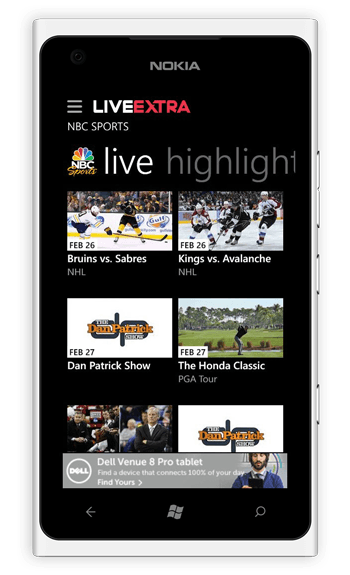 NOKIA
LIVEEXTRA
NBC SPORTS
NBC
Sports
live highlight
FEB 26
Bruins vs. Sabres
NHL
FEB 26
Kings vs. Avalanche
NHL
THE
Dan Patrick
SHOW
FEB 27
Dan Patrick Show
FEB 27
The Honda Classic
PGA Tour
THE
Dan Patrick
DELL
Dell Venue 8 Pro tablet
Find a device that connects 100% of your day
Find Yours >